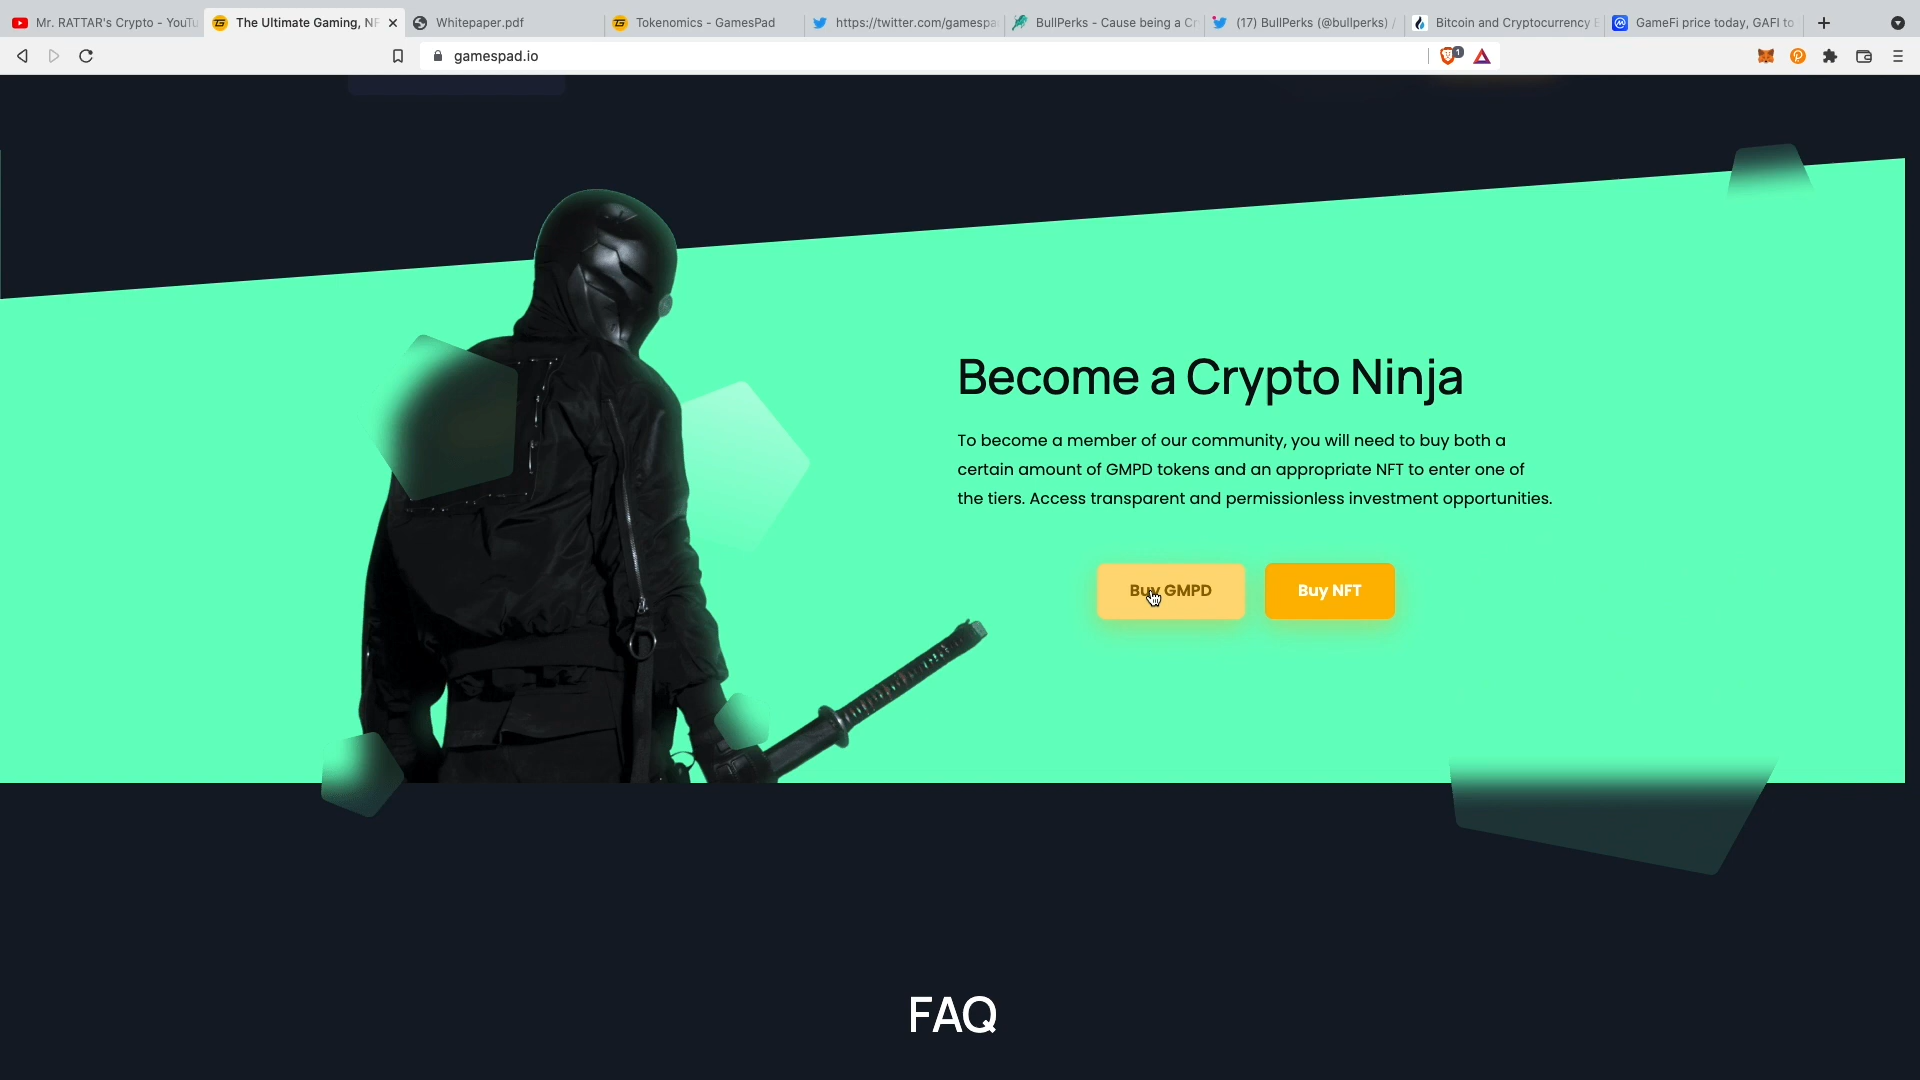 Mr. RATTAR's Crypto - YouTu
The Ultimate Gaming, NF
Whitepaper.pdf
Tokenomics - GamesPad
https://twitter.com/gamespa
BullPerks - Cause being a Cr
(17) BullPerks (@bullperks) /
Bitcoin and Cryptocurrency E
GameFi price today, GAFI to
gamespad.io
1
Become a Crypto Ninja
To become a member of our community, you will need to buy both a
certain amount of GMPD tokens and an appropriate NFT to enter one of
the tiers. Access transparent and permissionless investment opportunities.
Buy GMPD
Buy NFT
FAQ